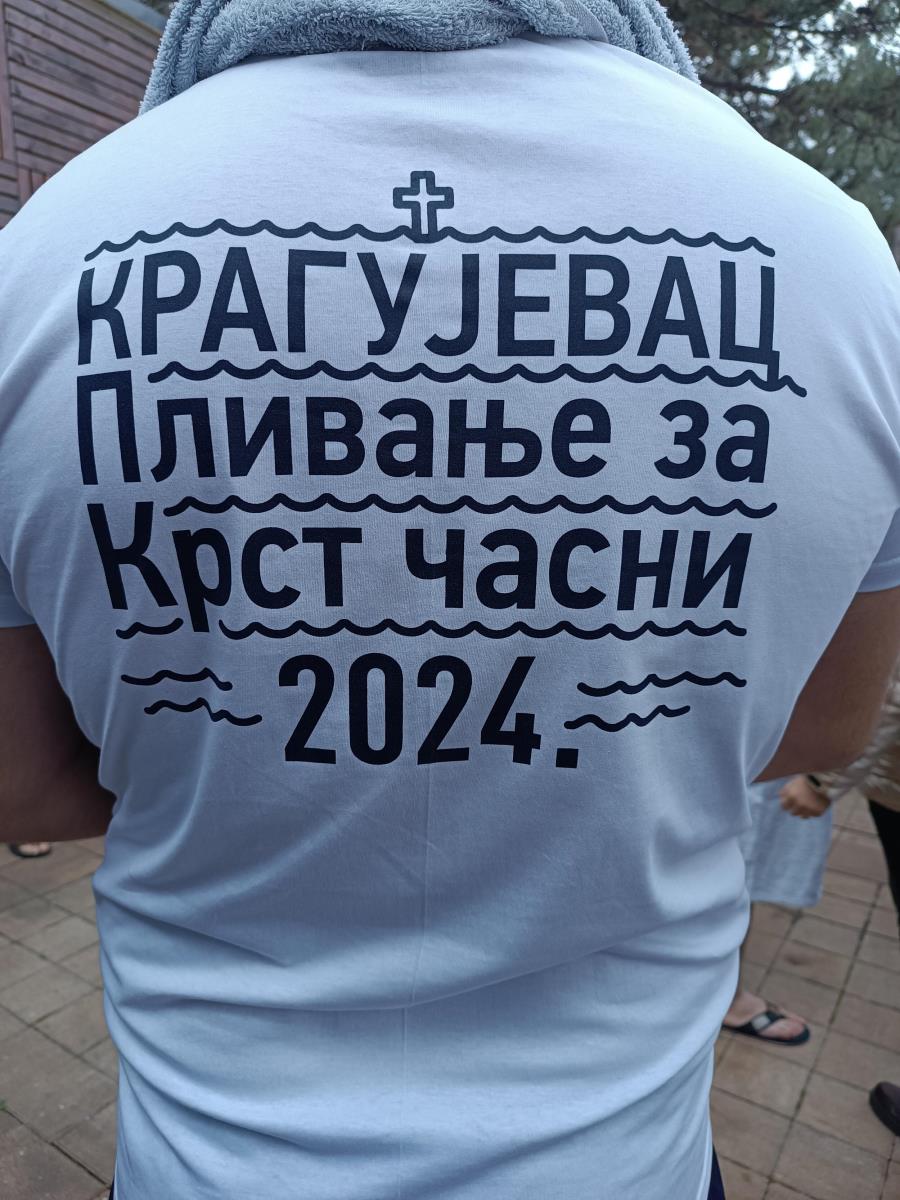 КРАГУЈЕВАЦ
Пливање за
Крст часни
2024.